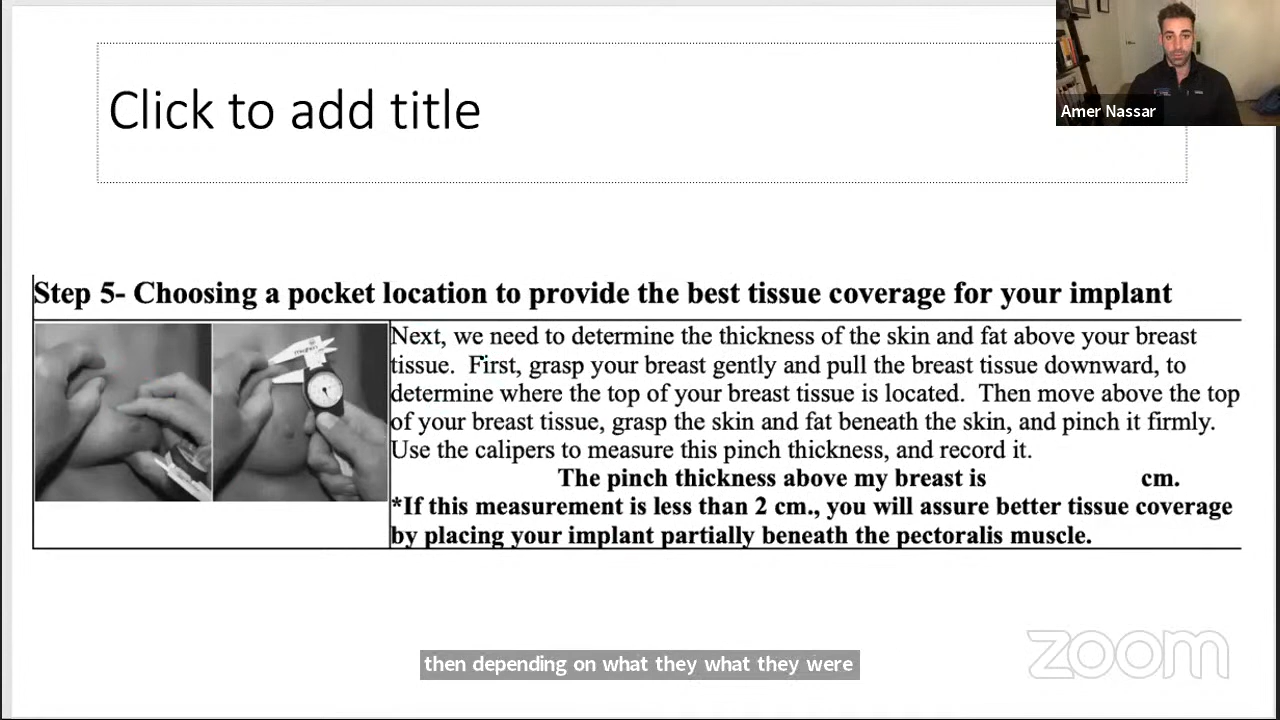 Click to add title
Amer Nassar
Step 5- Choosing a pocket location to provide the best tissue coverage for your implant
Next, we need to determine the thickness of the skin and fat above your breast
tissue. First, grasp your breast gently and pull the breast tissue downward, to
determine where the top of your breast tissue is located. Then move above the top
of your breast tissue, grasp the skin and fat beneath the skin, and pinch it firmly.
Use the calipers to measure this pinch thickness, and record it.
The pinch thickness above my breast is cm.
*If this measurement is less than 2 cm., you will assure better tissue coverage
by placing your implant partially beneath the pectoralis muscle.
then depending on what they what they were
zoom